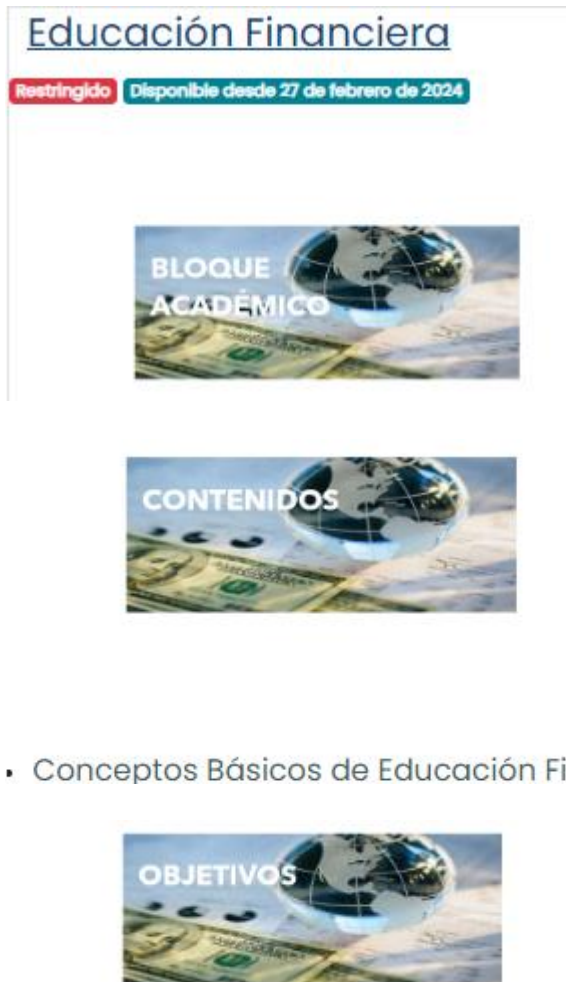 Educación Financiera
Restringido Disponible desde 27 de febrero de 2024
BLOQUE
ACADÉMICO
CONTENIDOS
• Conceptos Básicos de Educación Fi
OBJETIVOS